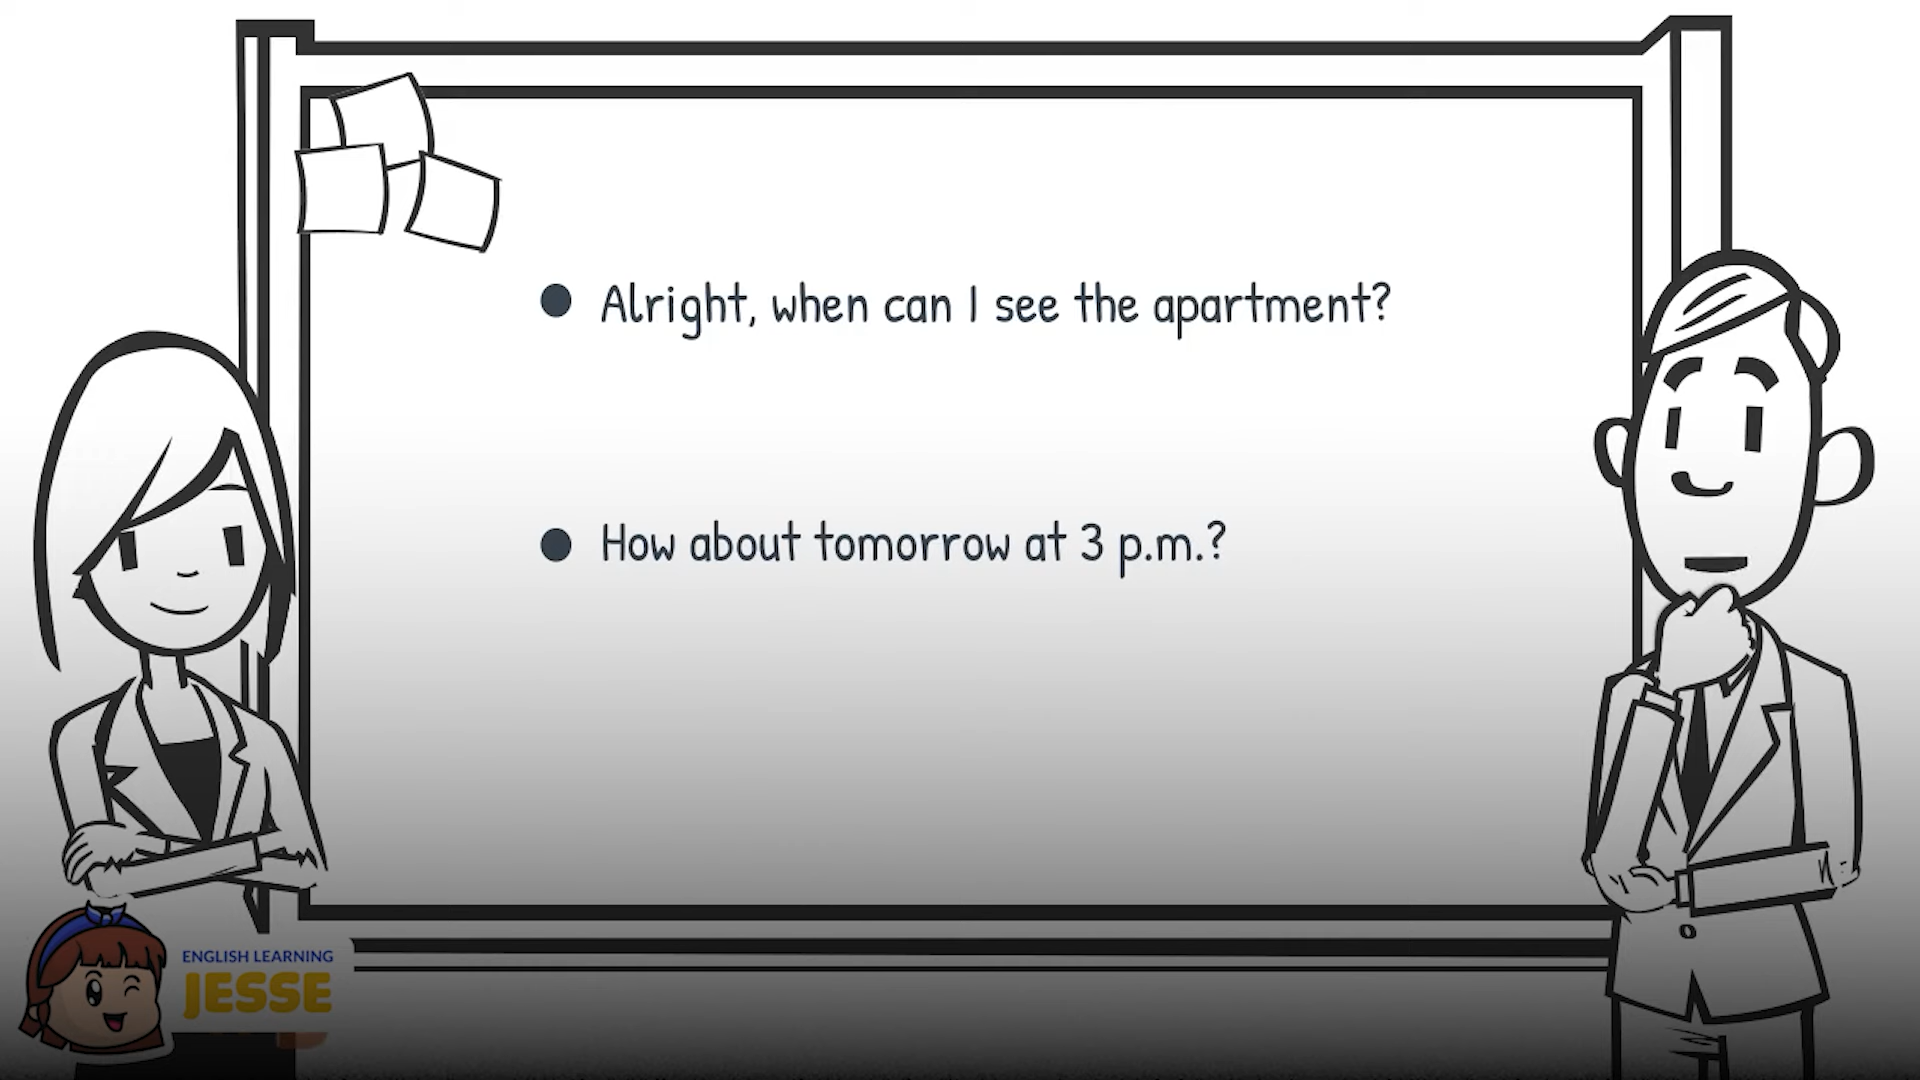 Alright, when can I see the apartment?
How about tomorrow at 3 p.m.?
ENGLISH LEARNING
JESSE